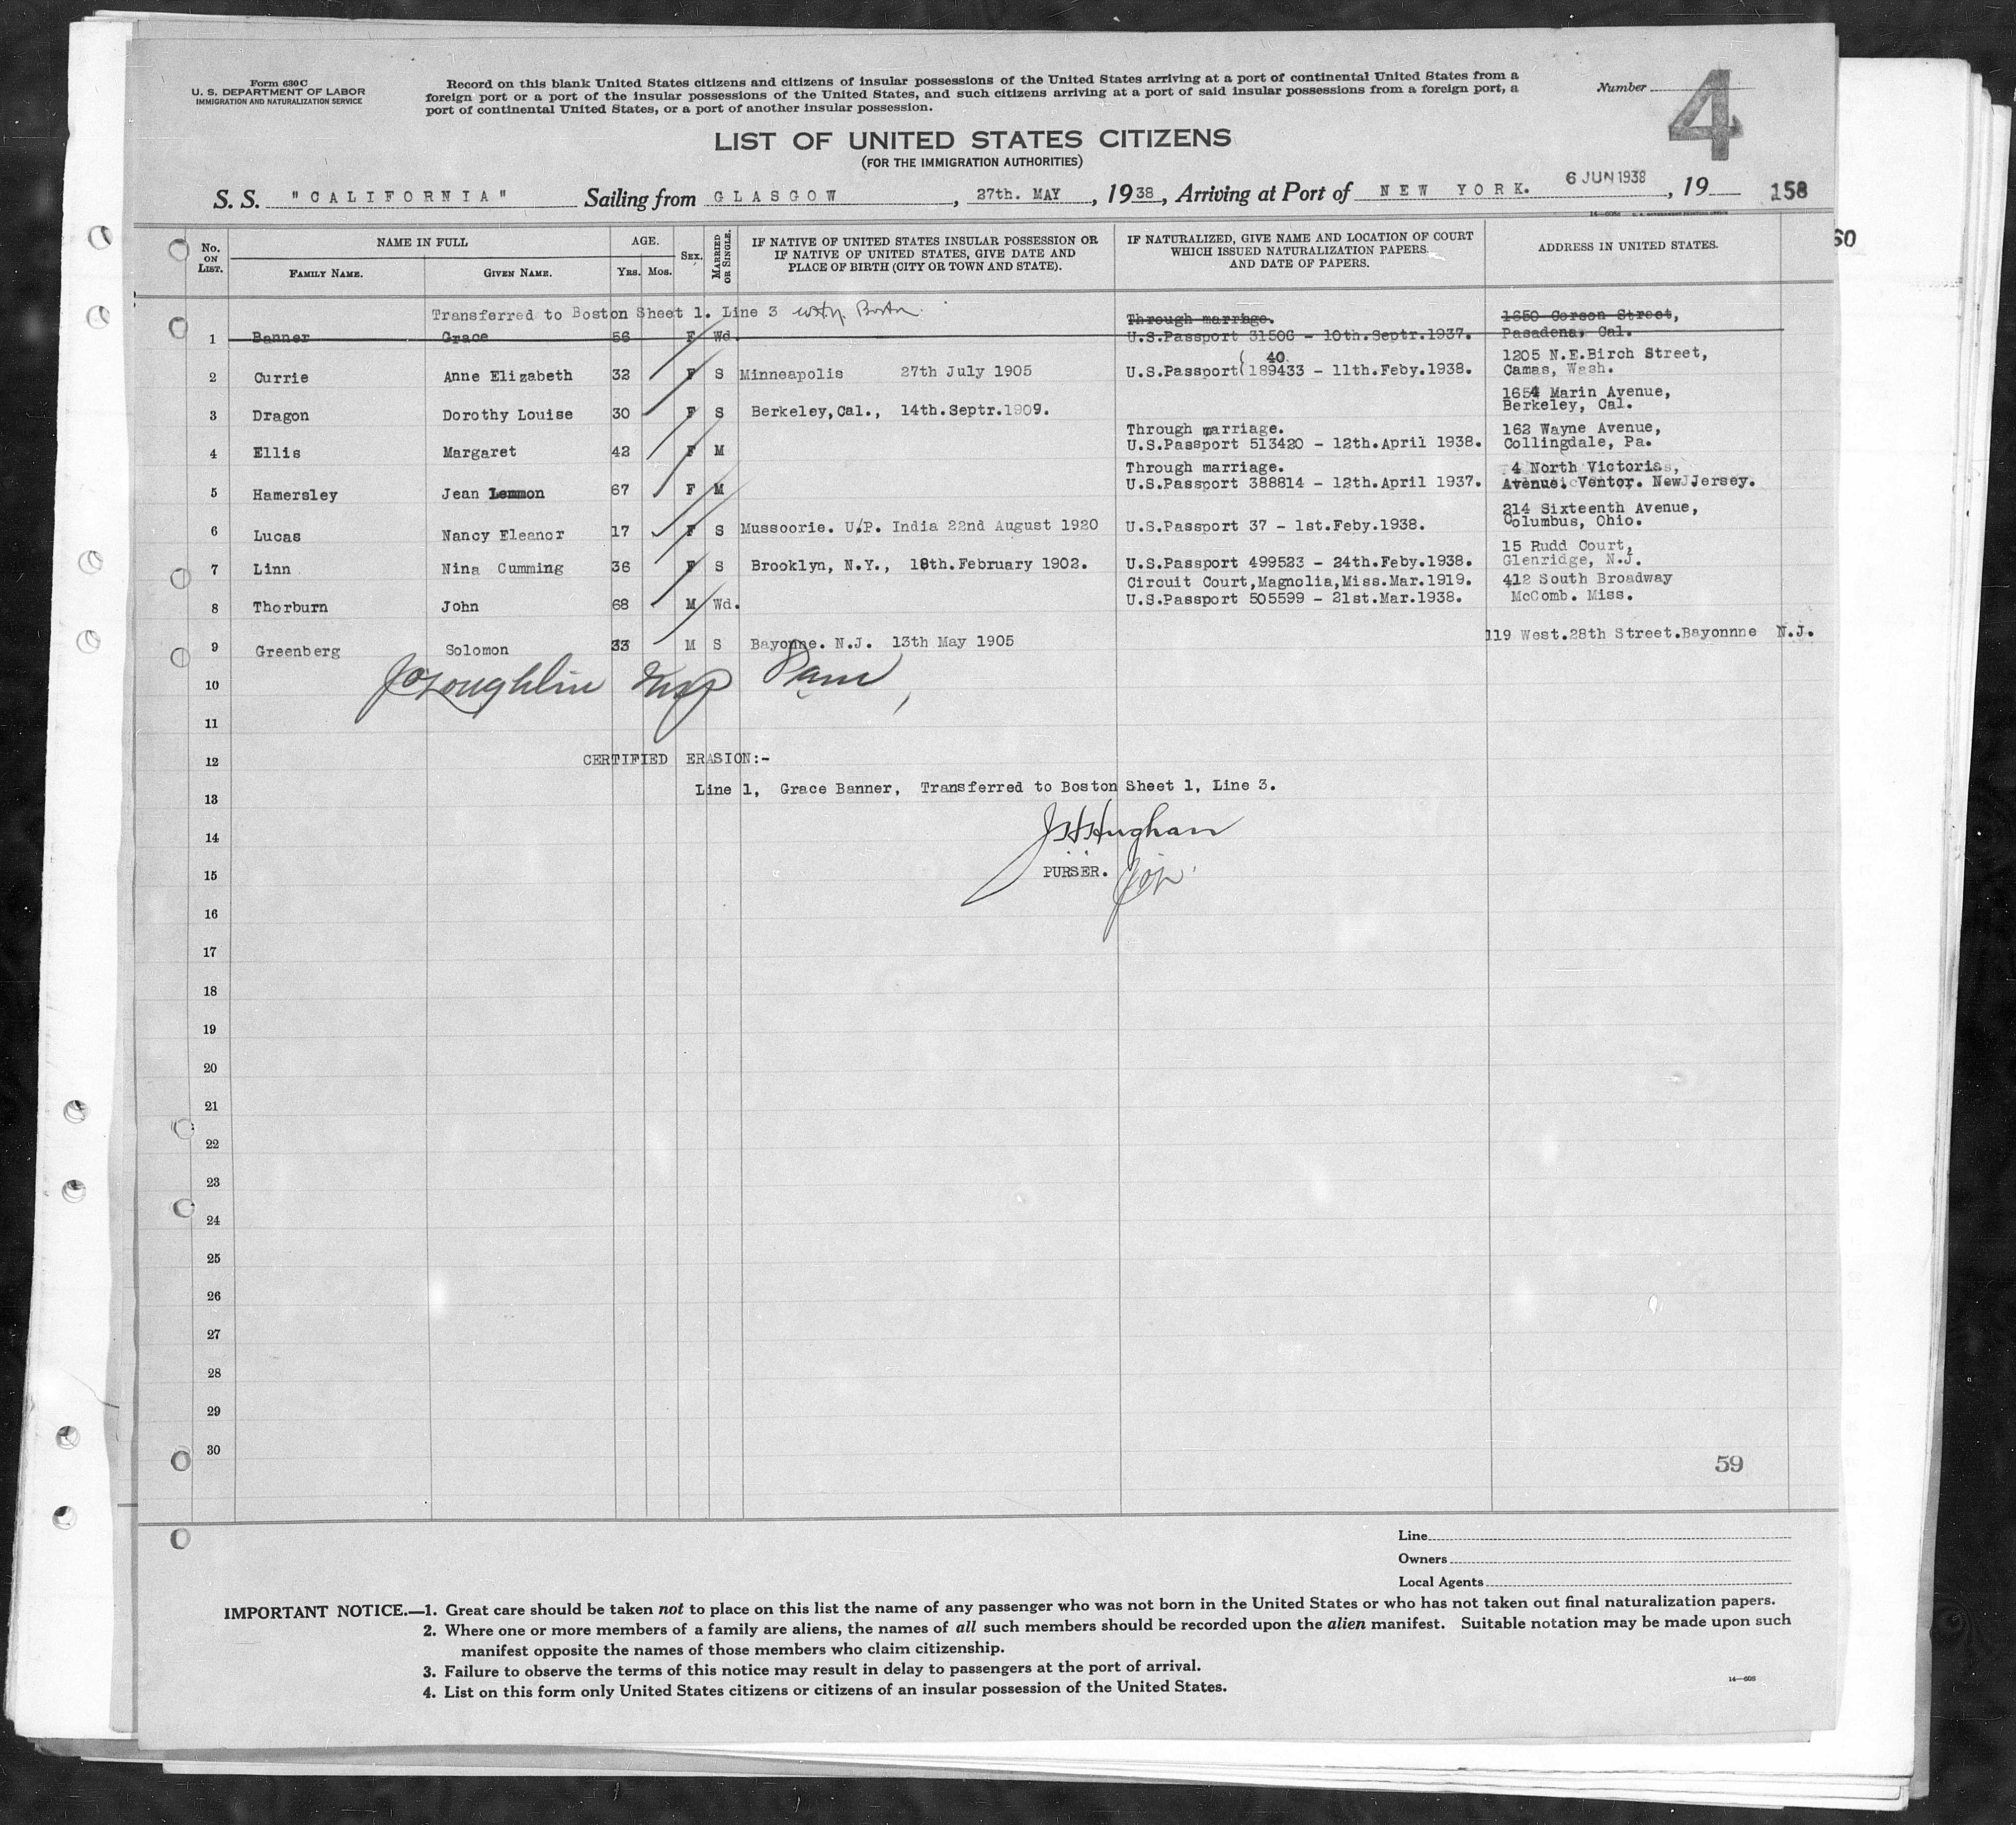 Form 630 C
U. S. DEPARTMENT OF LABOR
IMMIGRATION AND NATURALIZATION SERVICE
Record on this blank United States citizens and citizens of insular possessions of the United States arriving at a port of continental United States from a
foreign port or a port of the insular possessions of the United States, and such citizens arriving at a port of said insular possessions from a foreign port, a
port of continental United States, or a port of another insular possession.
Number 4
LIST OF UNITED STATES CITIZENS
(FOR THE IMMIGRATION AUTHORITIES)
S. S. "CALIFORNIA" Sailing from GLASGOW, 27th. MAY, 1938, Arriving at Port of NEW YORK. 6 JUN 1938, 19 158
60
No. ON LIST. NAME IN FULL AGE. SEX. MARRIED OR SINGLE. IF NATIVE OF UNITED STATES INSULAR POSSESSION OR IF NATIVE OF UNITED STATES, GIVE DATE AND PLACE OF BIRTH (CITY OR TOWN AND STATE). IF NATURALIZED, GIVE NAME AND LOCATION OF COURT WHICH ISSUED NATURALIZATION PAPERS. AND DATE OF PAPERS. ADDRESS IN UNITED STATES.
FAMILY NAME. GIVEN NAME. YRS. MOS.
Transferred to Boston Sheet 1. Line 3 Through marriage. 1650 Corson Street,
1 Banner Grace 56 F Wd. U.S.Passport 31506 - 10th.Septr.1937. Pasadena, Cal.
40 1205 N.E.Birch Street,
2 Currie Anne Elizabeth 32 F S Minneapolis 27th July 1905 U.S.Passport 189433 - 11th.Feby.1938. Camas, Wash.
1654 Marin Avenue,
3 Dragon Dorothy Louise 30 F S Berkeley,Cal., 14th.Septr.1909. Berkeley, Cal.
Through marriage. 162 Wayne Avenue,
4 Ellis Margaret 42 F M U.S.Passport 513420 - 12th.April 1938. Collingdale, Pa.
Through marriage. 4 North Victoria,
5 Hamersley Jean Lemmon 67 F M U.S.Passport 388814 - 12th.April 1937. Avenue. Ventor. New Jersey.
214 Sixteenth Avenue,
6 Lucas Nancy Eleanor 17 F S Mussoorie. U.P. India 22nd August 1920 U.S.Passport 37 - 1st.Feby.1938. Columbus, Ohio.
15 Rudd Court,
7 Linn Nina Cumming 36 F S Brooklyn, N.Y., 18th.February 1902. U.S.Passport 499523 - 24th.Feby.1938. Glenridge, N.J.
Circuit Court,Magnolia,Miss.Mar.1919. 412 South Broadway
8 Thorburn John 68 M Wd. U.S.Passport 505599 - 21st.Mar.1938. McComb. Miss.
9 Greenberg Solomon 33 M S Bayonne. N.J. 13th May 1905 119 West.28th Street.Bayonnne N.J.
10 J O'Loughlin Insp
11
12 CERTIFIED ERASION:-
13 Line 1, Grace Banner, Transferred to Boston Sheet 1, Line 3.
14
15 PURSER.
16
17
18
19
20
21
22
23
24
25
26
27
28
29
30
59
Line
Owners
Local Agents
IMPORTANT NOTICE.—1. Great care should be taken not to place on this list the name of any passenger who was not born in the United States or who has not taken out final naturalization papers.
2. Where one or more members of a family are aliens, the names of all such members should be recorded upon the alien manifest. Suitable notation may be made upon such
manifest opposite the names of those members who claim citizenship.
3. Failure to observe the terms of this notice may result in delay to passengers at the port of arrival.
4. List on this form only United States citizens or citizens of an insular possession of the United States.
14—608